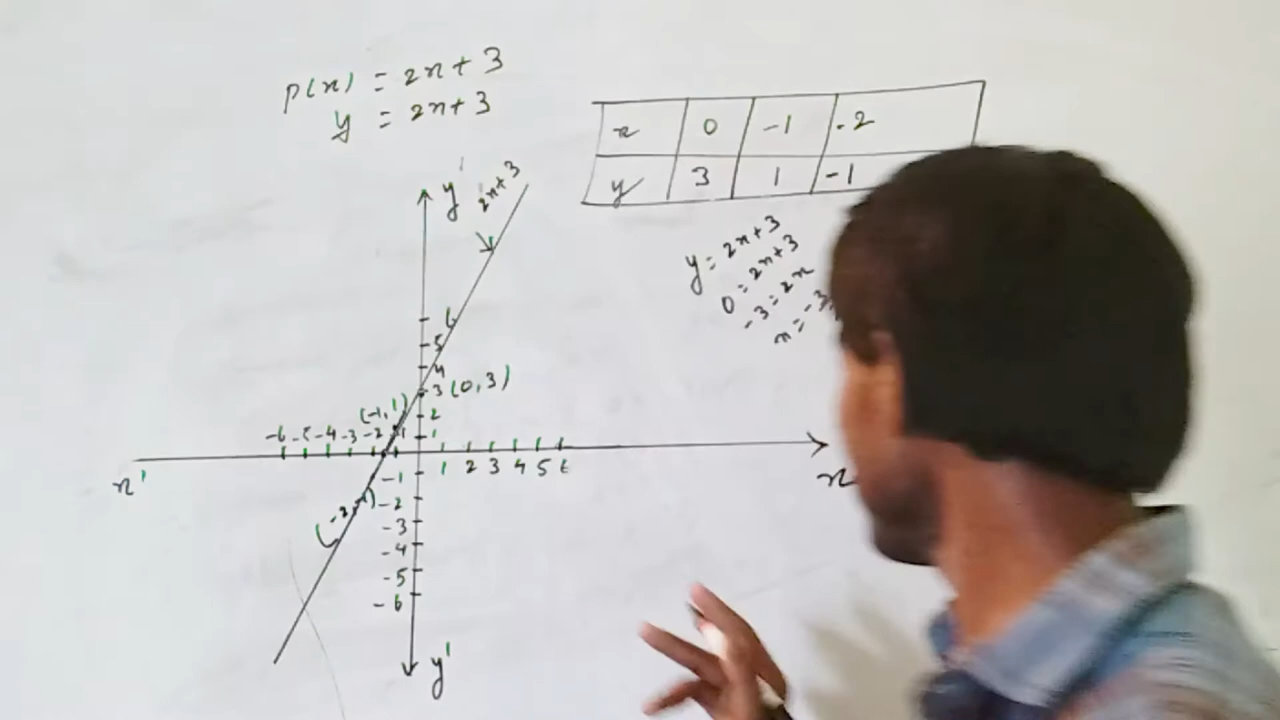 p(x) = 2x + 3
y = 2x + 3
x 0 -1 -2
y 3 1 -1
y'
2x+3
y = 2x+3
0 = 2x+3
-3 = 2x
x = -3
6
5
4
3 (0,3)
(-1,1) 2
-6 -5 -4 -3 -2 -1 1
x' 1 2 3 4 5 6 x
-1
(-2,-1) -2
-3
-4
-5
-6
y'